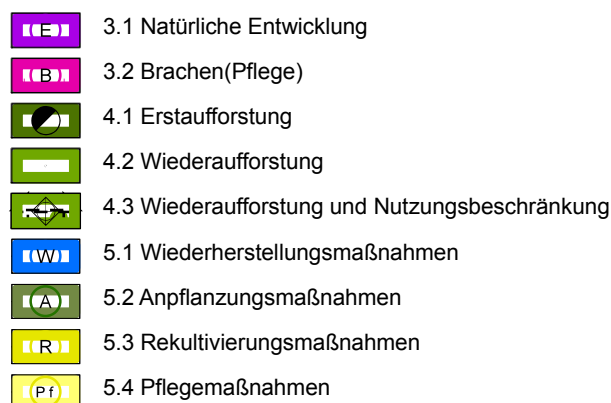 E 3.1 Natürliche Entwicklung
B 3.2 Brachen(Pflege)
4.1 Erstaufforstung
4.2 Wiederaufforstung
4.3 Wiederaufforstung und Nutzungsbeschränkung
W 5.1 Wiederherstellungsmaßnahmen
A 5.2 Anpflanzungsmaßnahmen
R 5.3 Rekultivierungsmaßnahmen
Pf 5.4 Pflegemaßnahmen